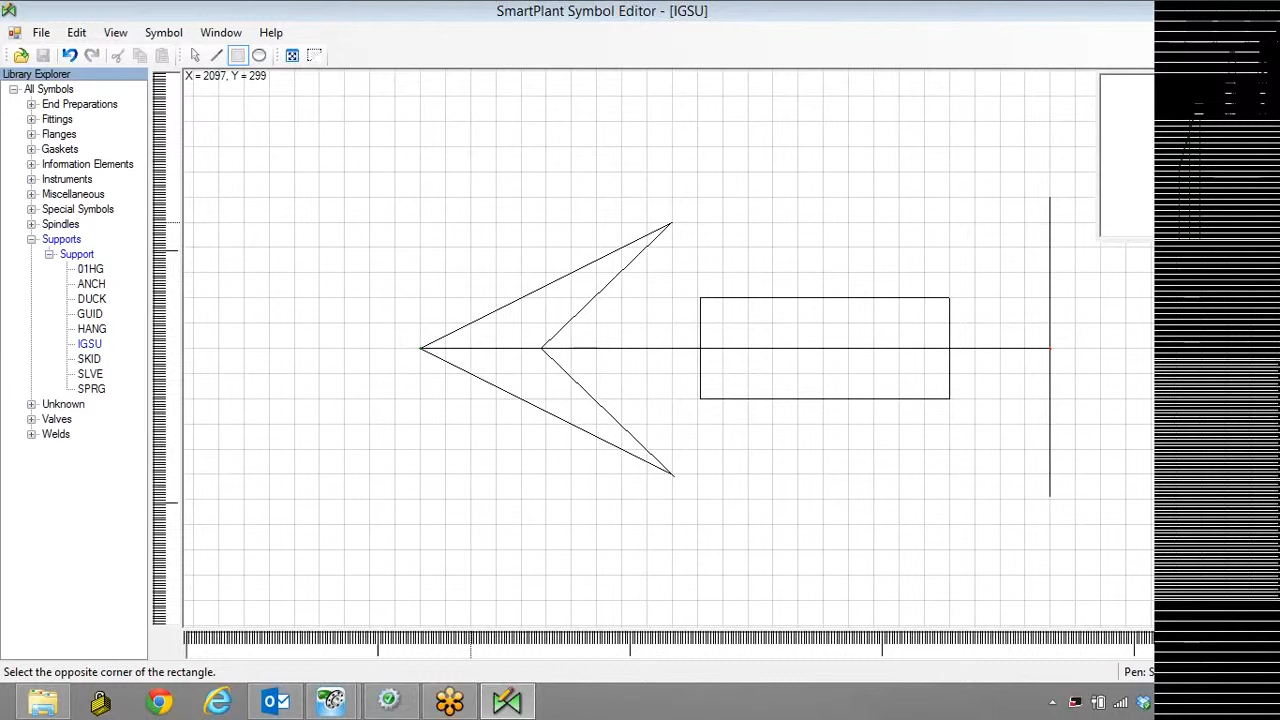 SmartPlant Symbol Editor - [IGSU]
File Edit View Symbol Window Help
Library Explorer
X = 2097, Y = 299
All Symbols
End Preparations
Fittings
Flanges
Gaskets
Information Elements
Instruments
Miscellaneous
Special Symbols
Spindles
Supports
Support
01HG
ANCH
DUCK
GUID
HANG
IGSU
SKID
SLVE
SPRG
Unknown
Valves
Welds
Select the opposite corner of the rectangle.
Pen: S